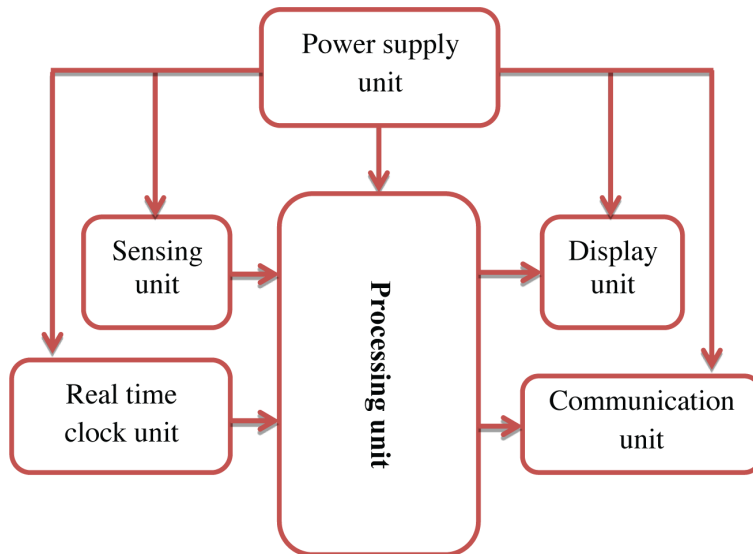 Power supply
unit
Sensing
unit
Processing unit
Display
unit
Real time
clock unit
Communication
unit